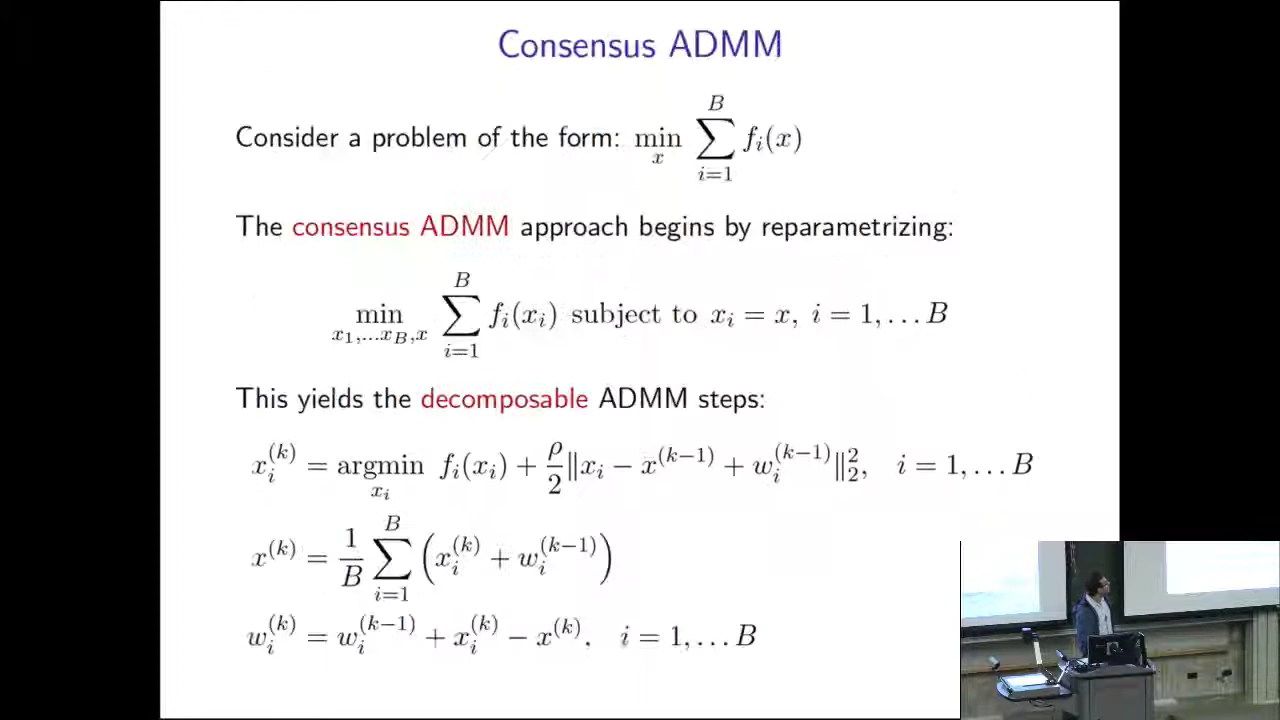 Consensus ADMM
Consider a problem of the form: $\min_{x} \sum_{i=1}^{B} f_i(x)$
The consensus ADMM approach begins by reparametrizing:
$\min_{x_1,\ldots x_B,x} \sum_{i=1}^{B} f_i(x_i)$ subject to $x_i = x,\ i = 1, \ldots B$
This yields the decomposable ADMM steps:
$x_i^{(k)} = \operatorname{argmin}_{x_i} f_i(x_i) + \frac{\rho}{2} \| x_i - x^{(k-1)} + w_i^{(k-1)} \|_2^2, \quad i = 1, \ldots B$
$x^{(k)} = \frac{1}{B} \sum_{i=1}^{B} \left( x_i^{(k)} + w_i^{(k-1)} \right)$
$w_i^{(k)} = w_i^{(k-1)} + x_i^{(k)} - x^{(k)}, \quad i = 1, \ldots B$